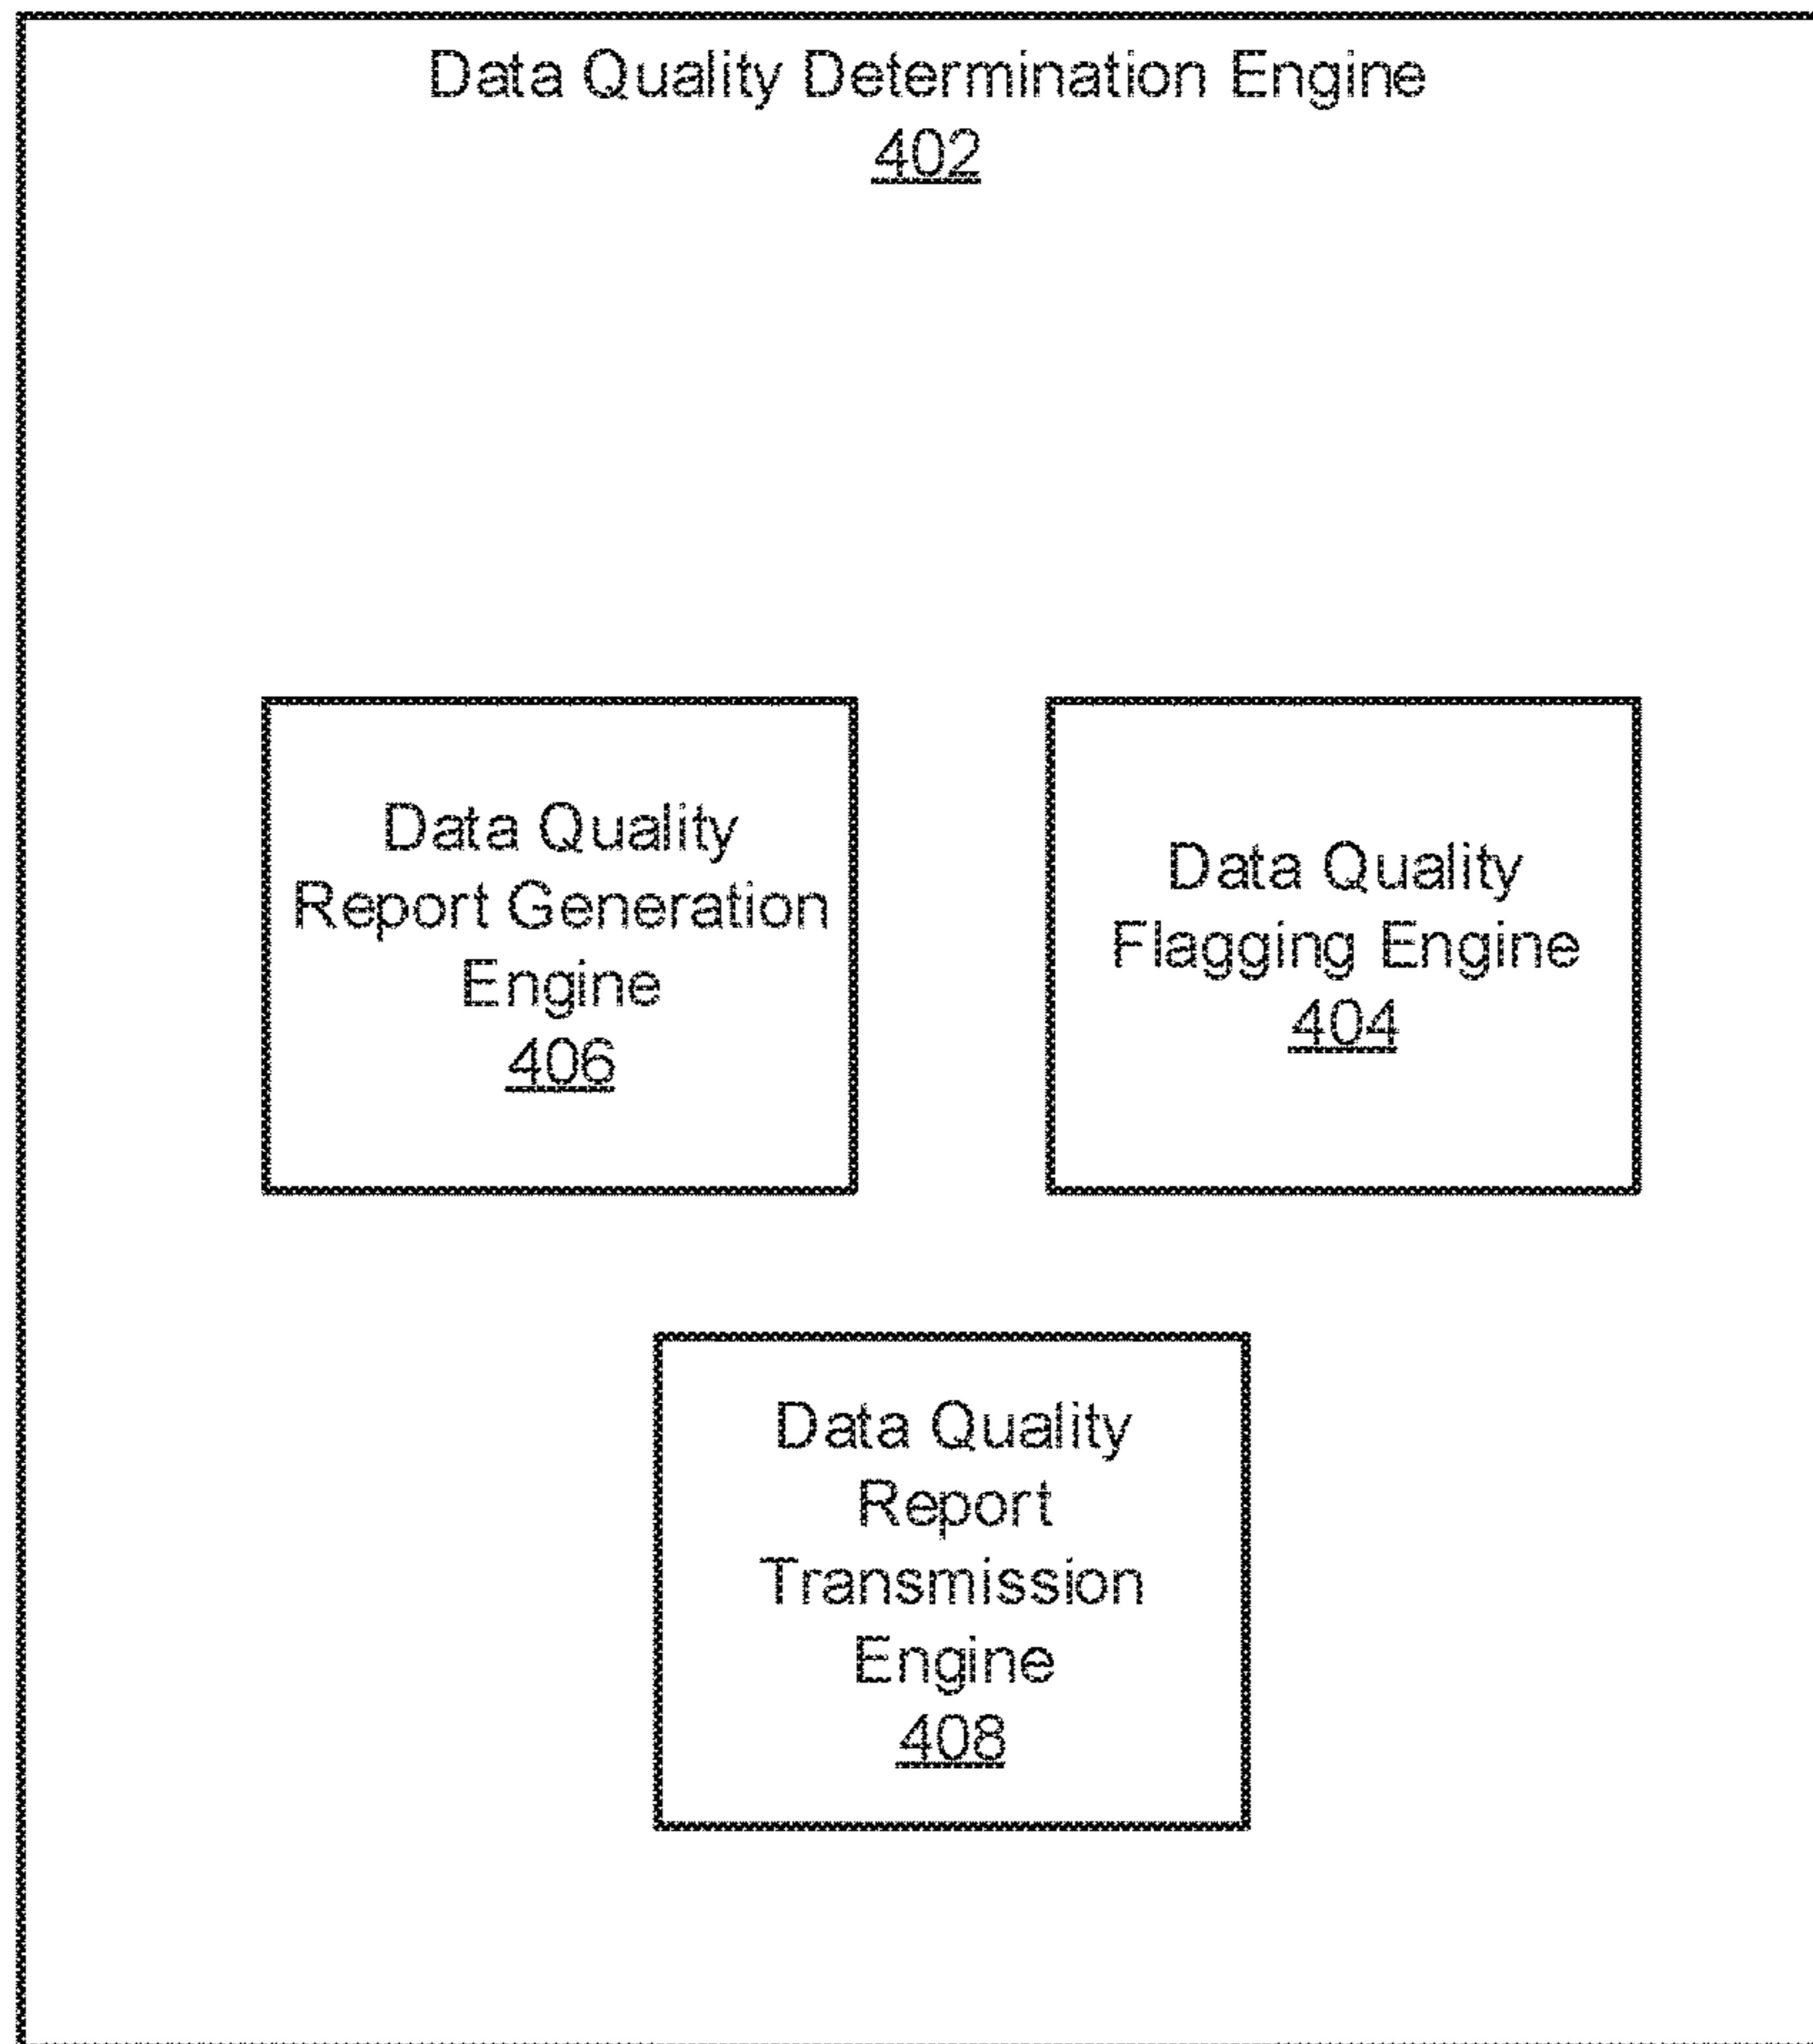 Data Quality Determination Engine
402
Data Quality
Report Generation
Engine
406
Data Quality
Flagging Engine
404
Data Quality
Report
Transmission
Engine
408